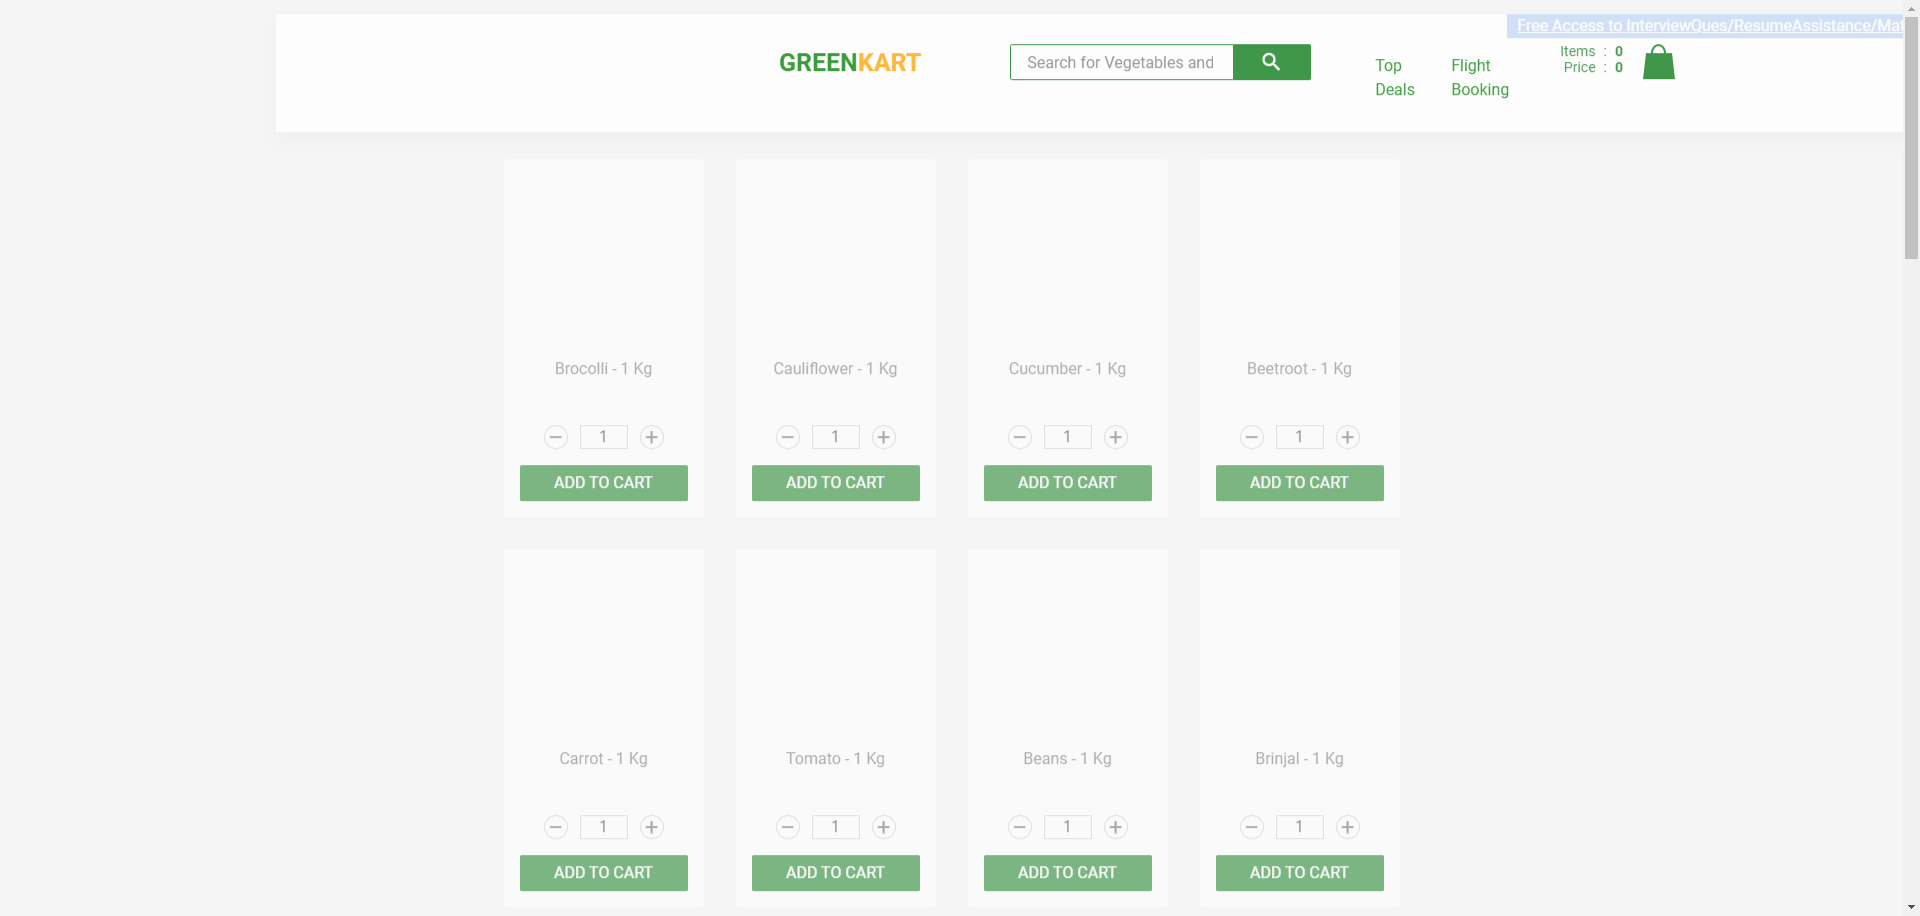 Free Access to InterviewQues/ResumeAssistance/Mat
GREENKART
Search for Vegetables and
Top
Deals
Flight
Booking
Items : 0
Price : 0
Brocolli - 1 Kg
Cauliflower - 1 Kg
Cucumber - 1 Kg
Beetroot - 1 Kg
1
1
1
1
ADD TO CART
ADD TO CART
ADD TO CART
ADD TO CART
Carrot - 1 Kg
Tomato - 1 Kg
Beans - 1 Kg
Brinjal - 1 Kg
1
1
1
1
ADD TO CART
ADD TO CART
ADD TO CART
ADD TO CART